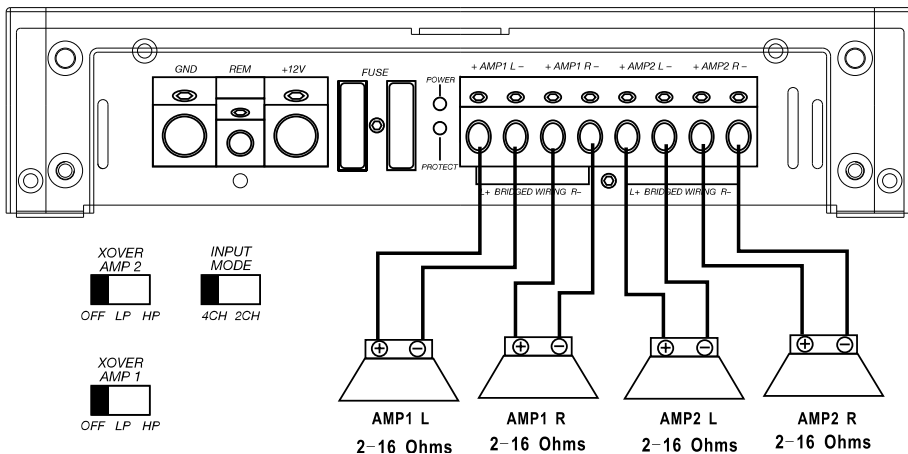 GND REM +12V
FUSE
POWER
PROTECT
+ AMP1 L – + AMP1 R – + AMP2 L – + AMP2 R –
L+ BRIDGED WIRING R– L+ BRIDGED WIRING R–
XOVER
AMP 2
OFF LP HP
INPUT
MODE
4CH 2CH
XOVER
AMP 1
OFF LP HP
+ − + − + − + −
AMP1 L
2–16 Ohms
AMP1 R
2–16 Ohms
AMP2 L
2–16 Ohms
AMP2 R
2–16 Ohms